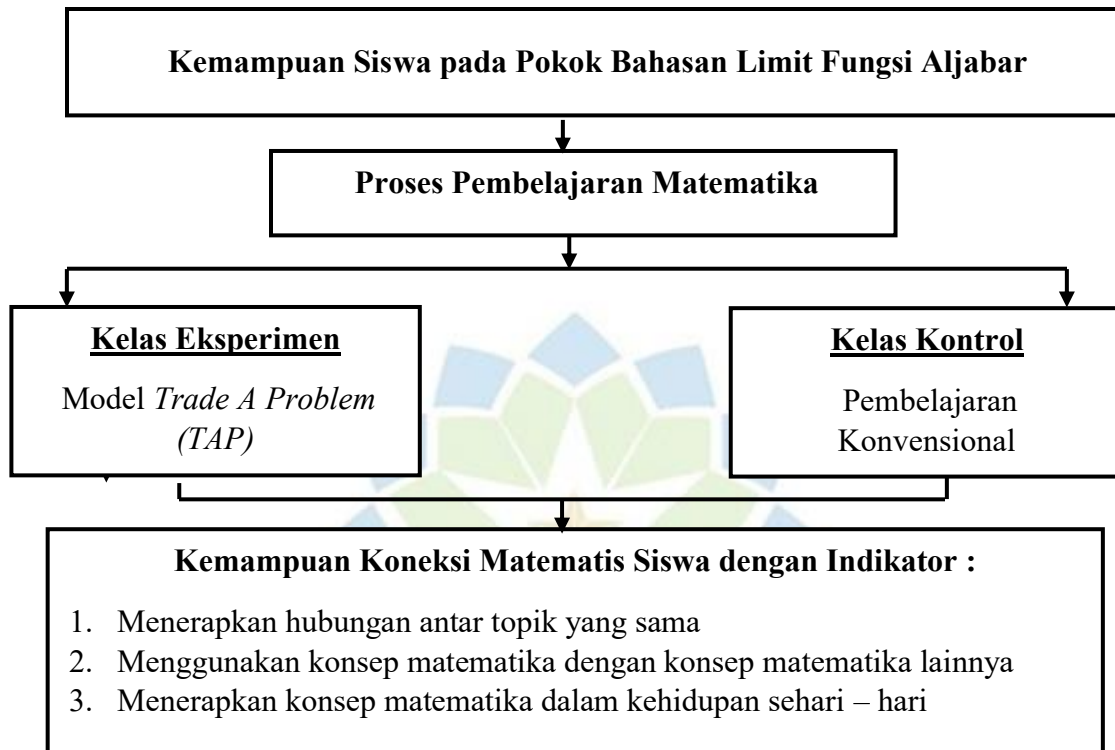 Kemampuan Siswa pada Pokok Bahasan Limit Fungsi Aljabar
Proses Pembelajaran Matematika
Kelas Eksperimen
Model Trade A Problem
(TAP)
Kelas Kontrol
Pembelajaran
Konvensional
Kemampuan Koneksi Matematis Siswa dengan Indikator :
1. Menerapkan hubungan antar topik yang sama
2. Menggunakan konsep matematika dengan konsep matematika lainnya
3. Menerapkan konsep matematika dalam kehidupan sehari – hari